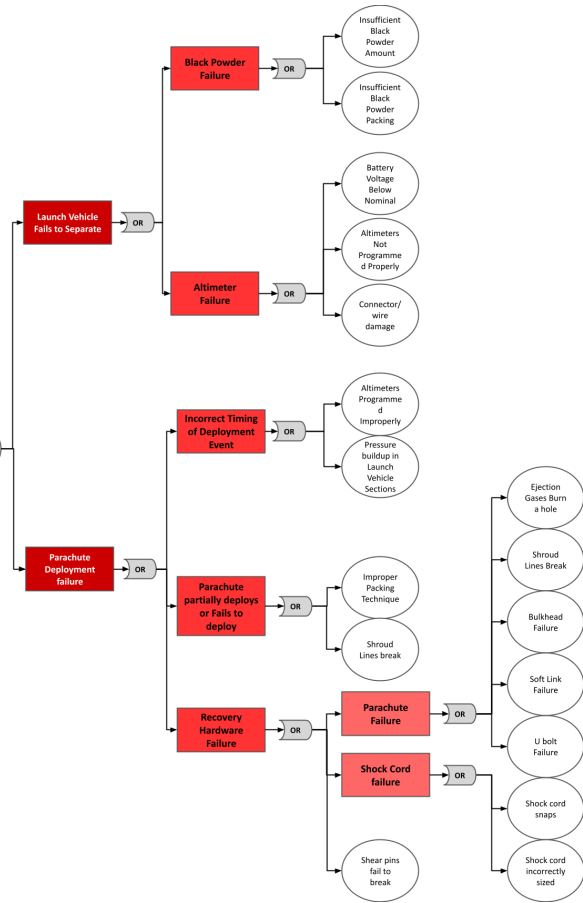 Insufficient
Black
Powder
Amount
Black Powder
Failure
OR
Insufficient
Black
Powder
Packing
Launch Vehicle
Fails to Separate
OR
Battery
Voltage
Below
Nominal
Altimeters
Not
Programme
d Properly
Altimeter
Failure
OR
Connector/
wire
damage
Altimeters
Programme
d
Improperly
Incorrect Timing
of Deployment
Event
OR
Pressure
buildup in
Launch
Vehicle
Sections
Parachute
Deployment
failure
OR
Improper
Packing
Technique
Parachute
partially deploys
or Fails to
deploy
OR
Shroud
Lines break
Recovery
Hardware
Failure
OR
Parachute
Failure
OR
Ejection
Gases Burn
a hole
Shroud
Lines Break
Bulkhead
Failure
Soft Link
Failure
U bolt
Failure
Shock Cord
failure
OR
Shock cord
snaps
Shock cord
incorrectly
sized
Shear pins
fail to
break